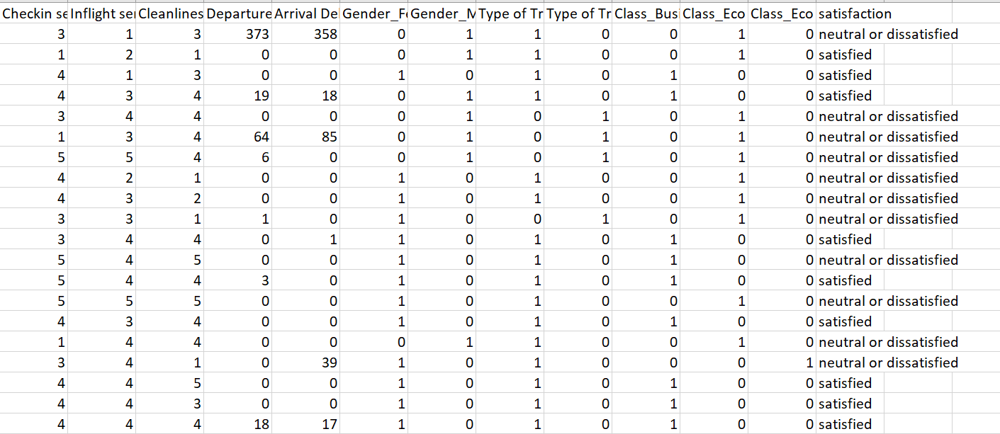 Checkin se Inflight ser Cleanlines Departure Arrival Del Gender_Fe Gender_M Type of Tr Type of Tr Class_Busi Class_Eco Class_Eco satisfaction
3 1 3 373 358 0 1 1 0 0 1 0 neutral or dissatisfied
1 2 1 0 0 0 1 1 0 0 1 0 satisfied
4 1 3 0 0 1 0 1 0 1 0 0 satisfied
4 3 4 19 18 0 1 1 0 1 0 0 satisfied
3 4 4 0 0 0 1 0 1 0 1 0 neutral or dissatisfied
1 3 4 64 85 0 1 0 1 0 1 0 neutral or dissatisfied
5 5 4 6 0 0 1 0 1 0 1 0 neutral or dissatisfied
4 2 1 0 0 1 0 1 0 0 1 0 neutral or dissatisfied
4 3 2 0 0 1 0 1 0 0 1 0 neutral or dissatisfied
3 3 1 1 0 1 0 0 1 0 1 0 neutral or dissatisfied
3 4 4 0 1 1 0 1 0 1 0 0 satisfied
5 4 5 0 0 1 0 1 0 1 0 0 neutral or dissatisfied
5 4 4 3 0 1 0 1 0 1 0 0 satisfied
5 5 5 0 0 1 0 1 0 0 1 0 neutral or dissatisfied
4 3 4 0 0 1 0 1 0 1 0 0 satisfied
1 4 4 0 0 0 1 1 0 0 1 0 neutral or dissatisfied
3 4 1 0 39 1 0 1 0 0 0 1 neutral or dissatisfied
4 4 5 0 0 1 0 1 0 1 0 0 satisfied
4 4 3 0 0 1 0 1 0 1 0 0 satisfied
4 4 4 18 17 1 0 1 0 1 0 0 satisfied